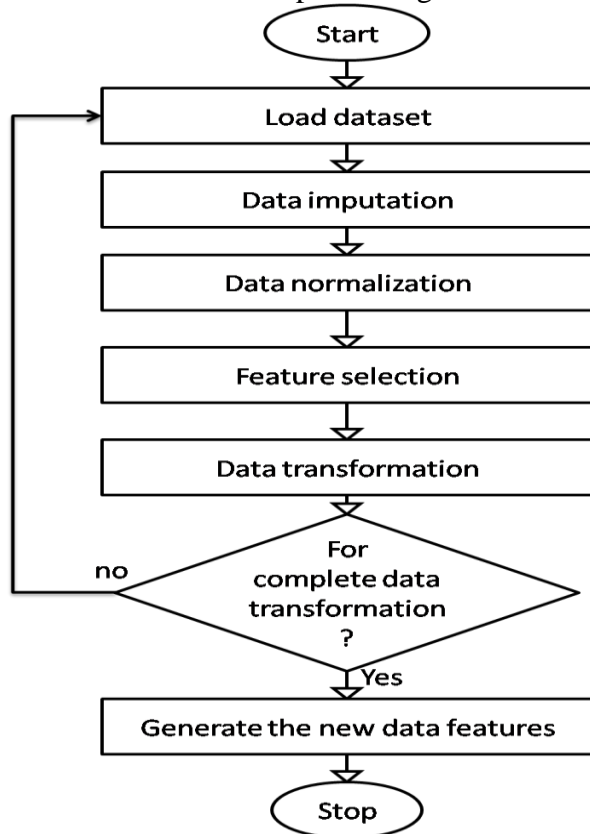 Start
Load dataset
Data imputation
Data normalization
Feature selection
Data transformation
For
complete data
transformation
?
no
Yes
Generate the new data features
Stop